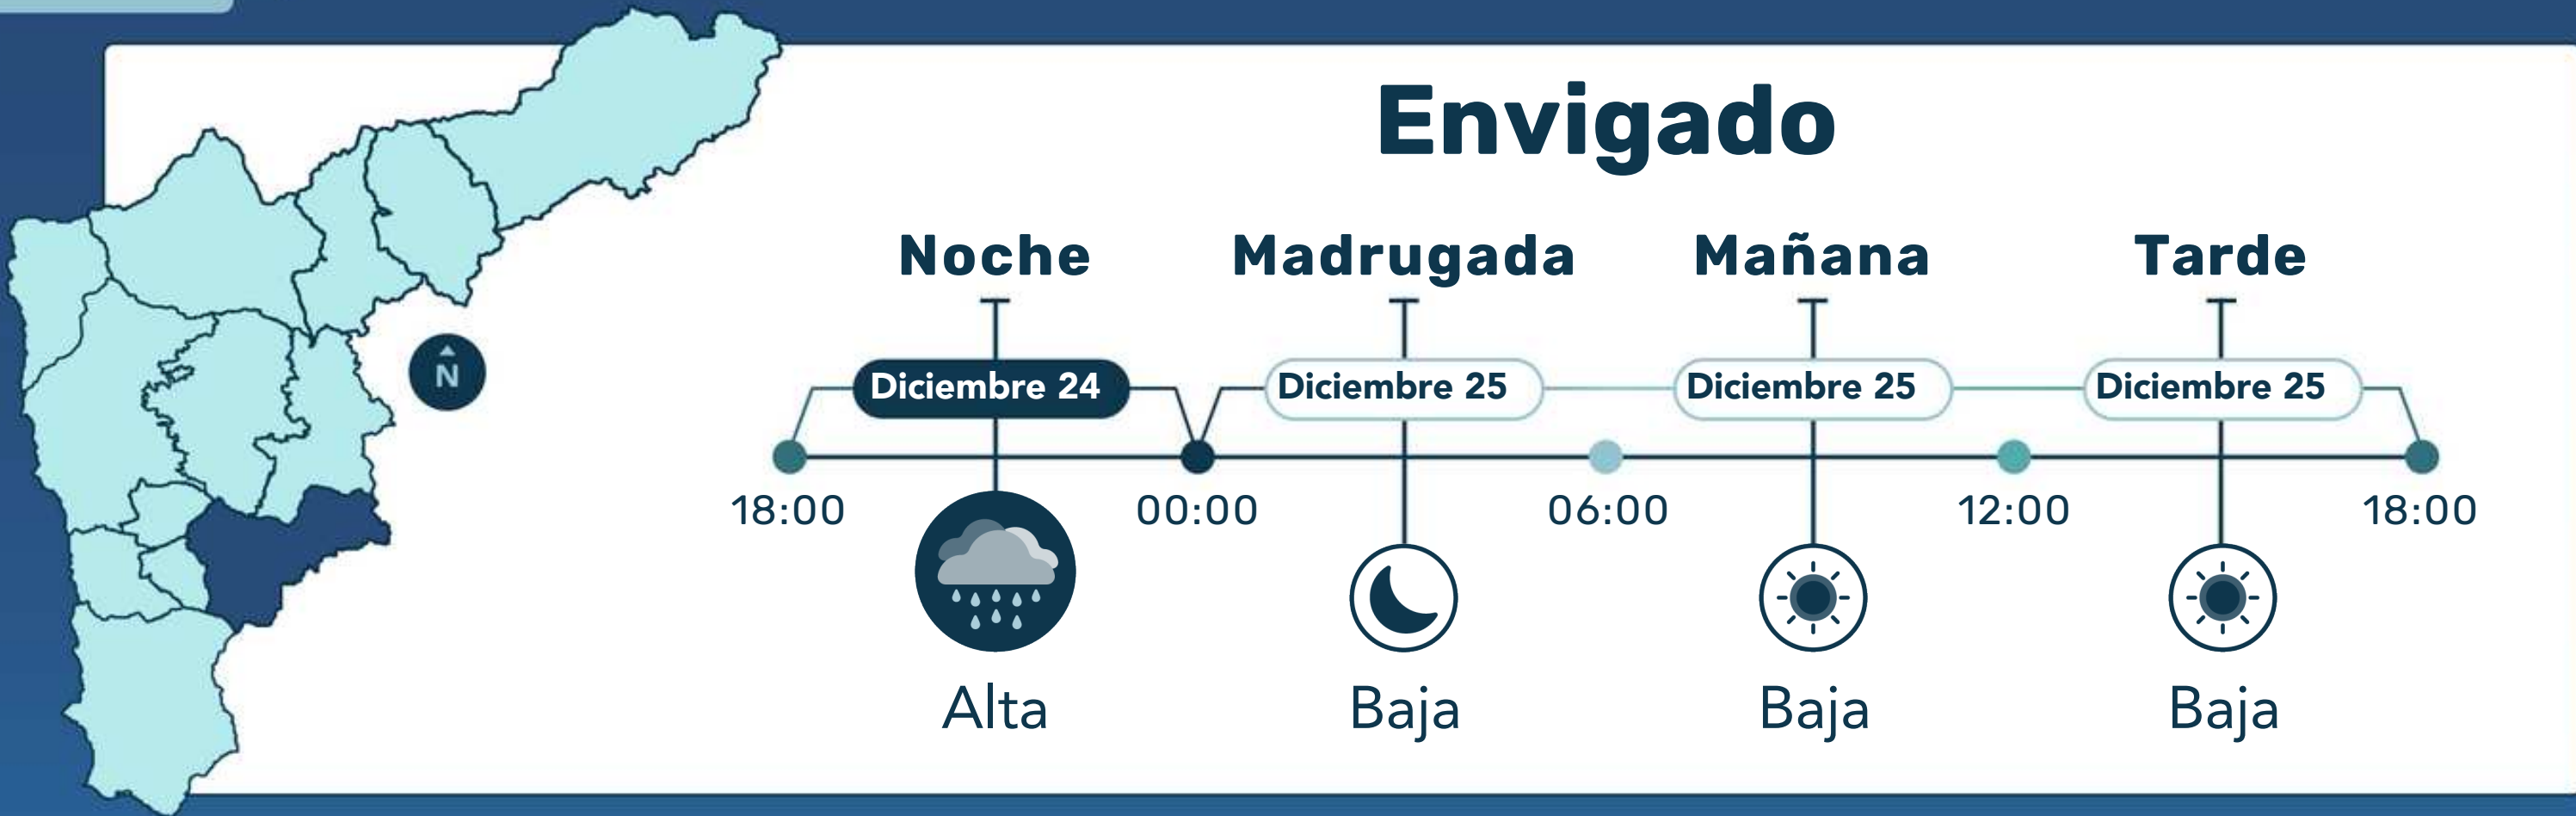 Envigado
Noche Madrugada Mañana Tarde
N
Diciembre 24 Diciembre 25 Diciembre 25 Diciembre 25
18:00 00:00 06:00 12:00 18:00
Alta Baja Baja Baja